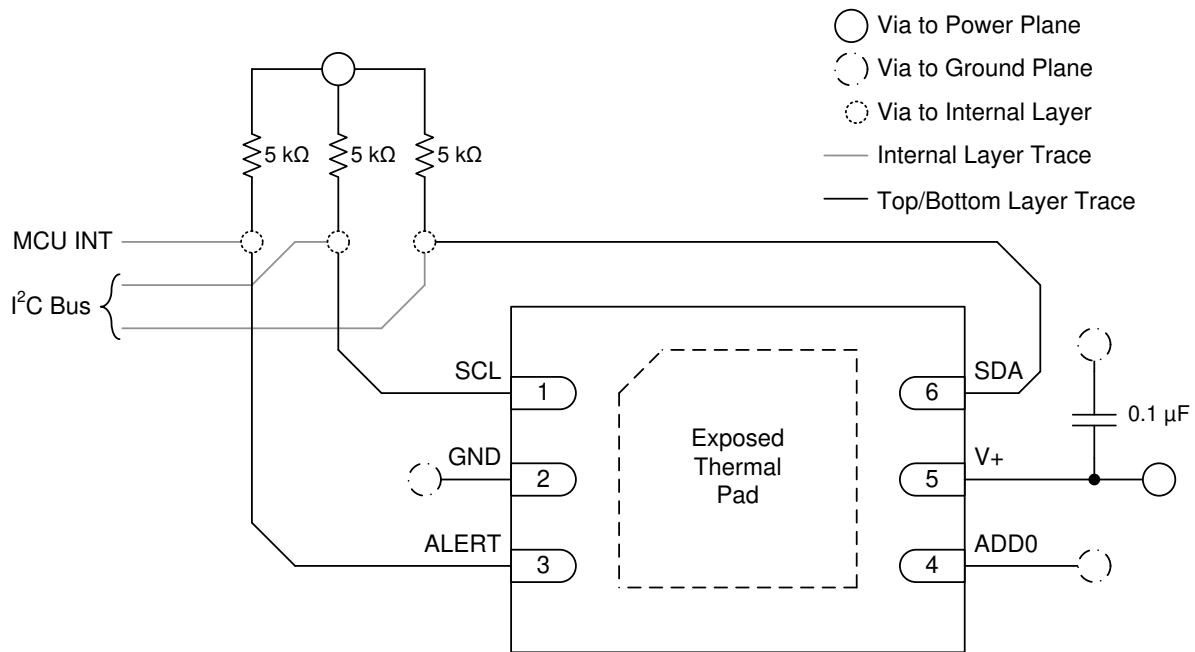 Via to Power Plane
Via to Ground Plane
Via to Internal Layer
Internal Layer Trace
Top/Bottom Layer Trace
5 kΩ
5 kΩ
5 kΩ
MCU INT
I²C Bus
SCL
1
GND
2
ALERT
3
Exposed
Thermal
Pad
SDA
6
V+
5
ADD0
4
0.1 µF